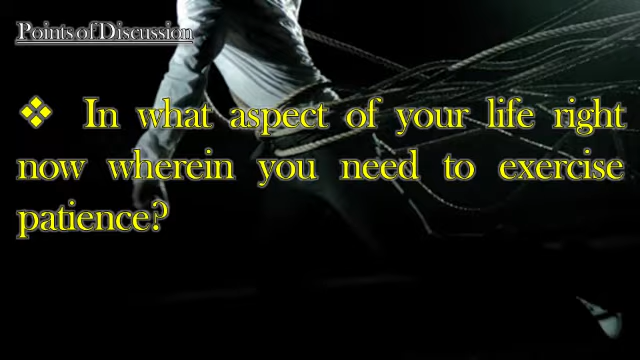 Points of Discussion
❖ In what aspect of your life right
now wherein you need to exercise
patience?